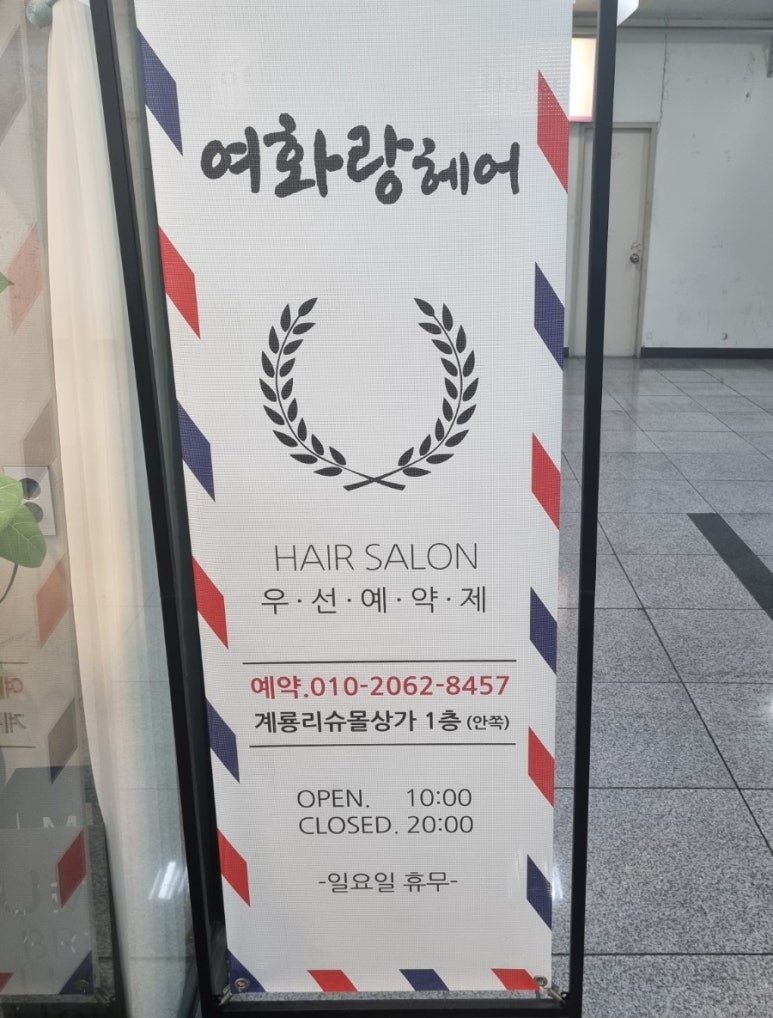 여화랑헤어
HAIR SALON
우·선·예·약·제
예약.010-2062-8457
계룡리슈몰상가 1층 (안쪽)
OPEN. 10:00
CLOSED. 20:00
-일요일 휴무-